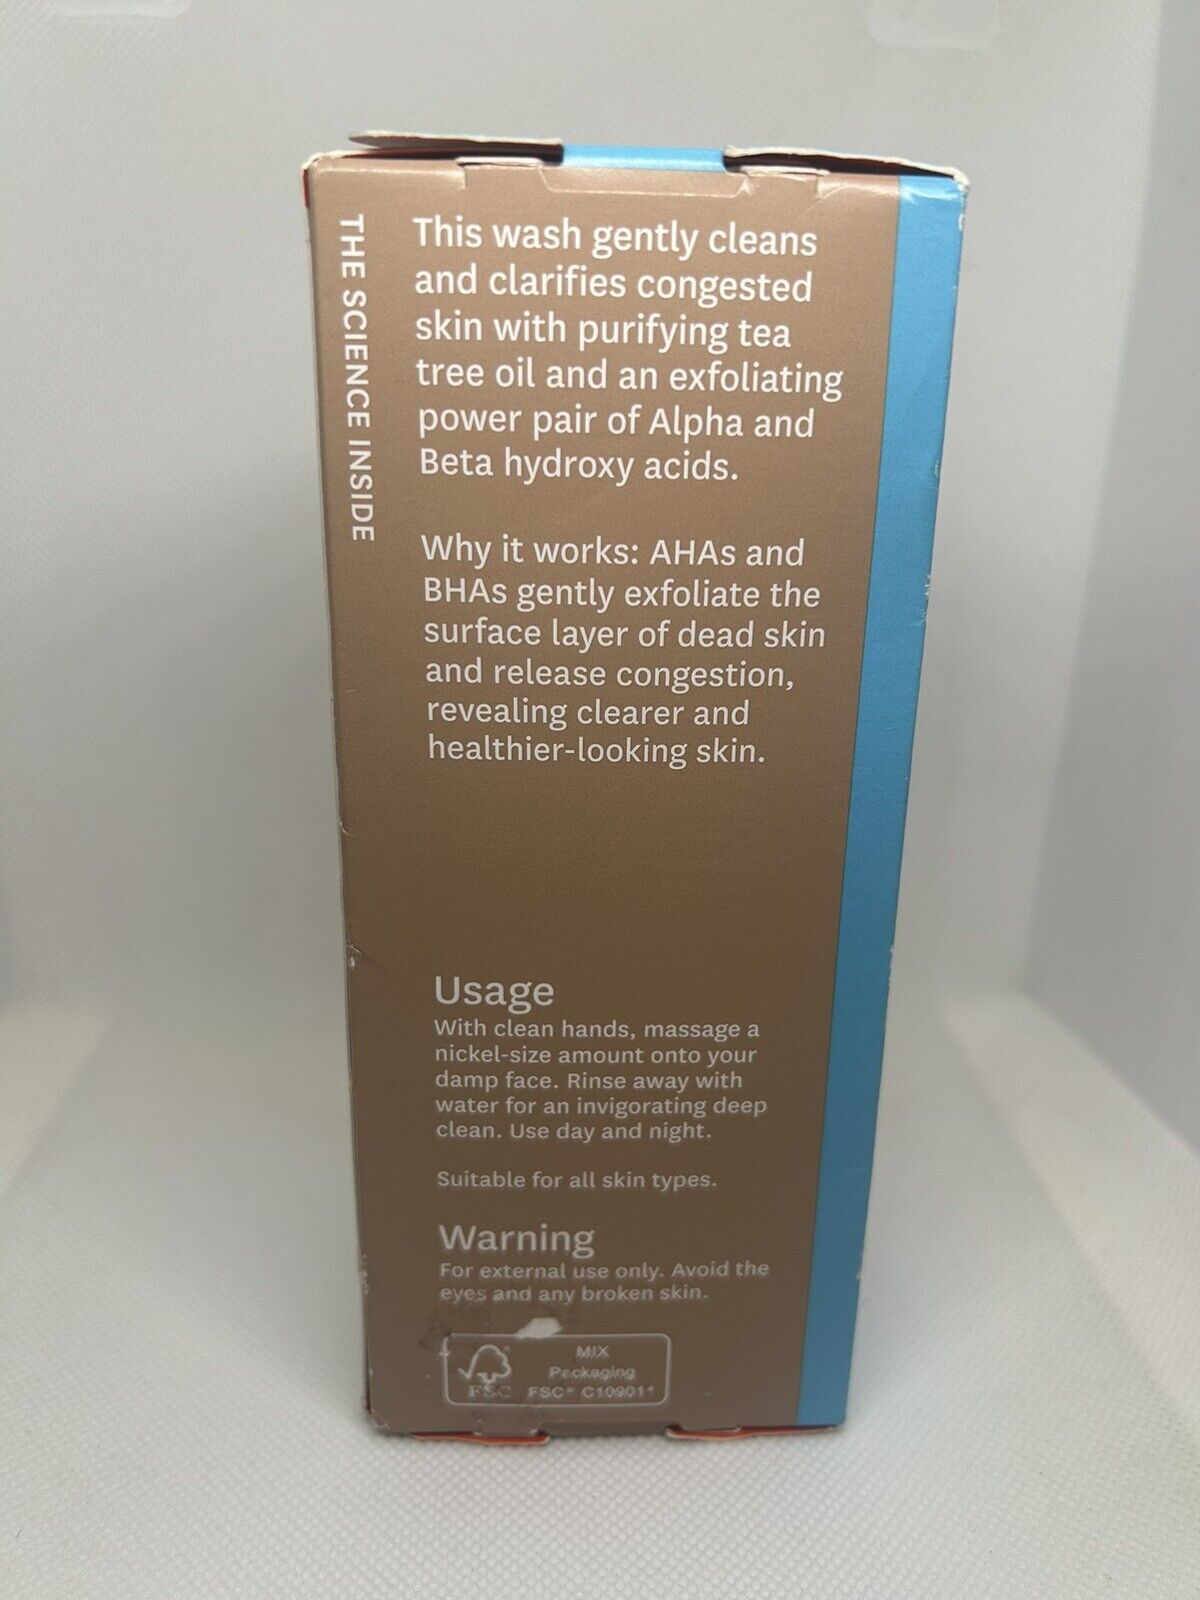 THE SCIENCE INSIDE
This wash gently cleans
and clarifies congested
skin with purifying tea
tree oil and an exfoliating
power pair of Alpha and
Beta hydroxy acids.
Why it works: AHAs and
BHAs gently exfoliate the
surface layer of dead skin
and release congestion,
revealing clearer and
healthier-looking skin.
Usage
With clean hands, massage a
nickel-size amount onto your
damp face. Rinse away with
water for an invigorating deep
clean. Use day and night.
Suitable for all skin types.
Warning
For external use only. Avoid the
eyes and any broken skin.
MIX
Packaging
FSC
FSC®